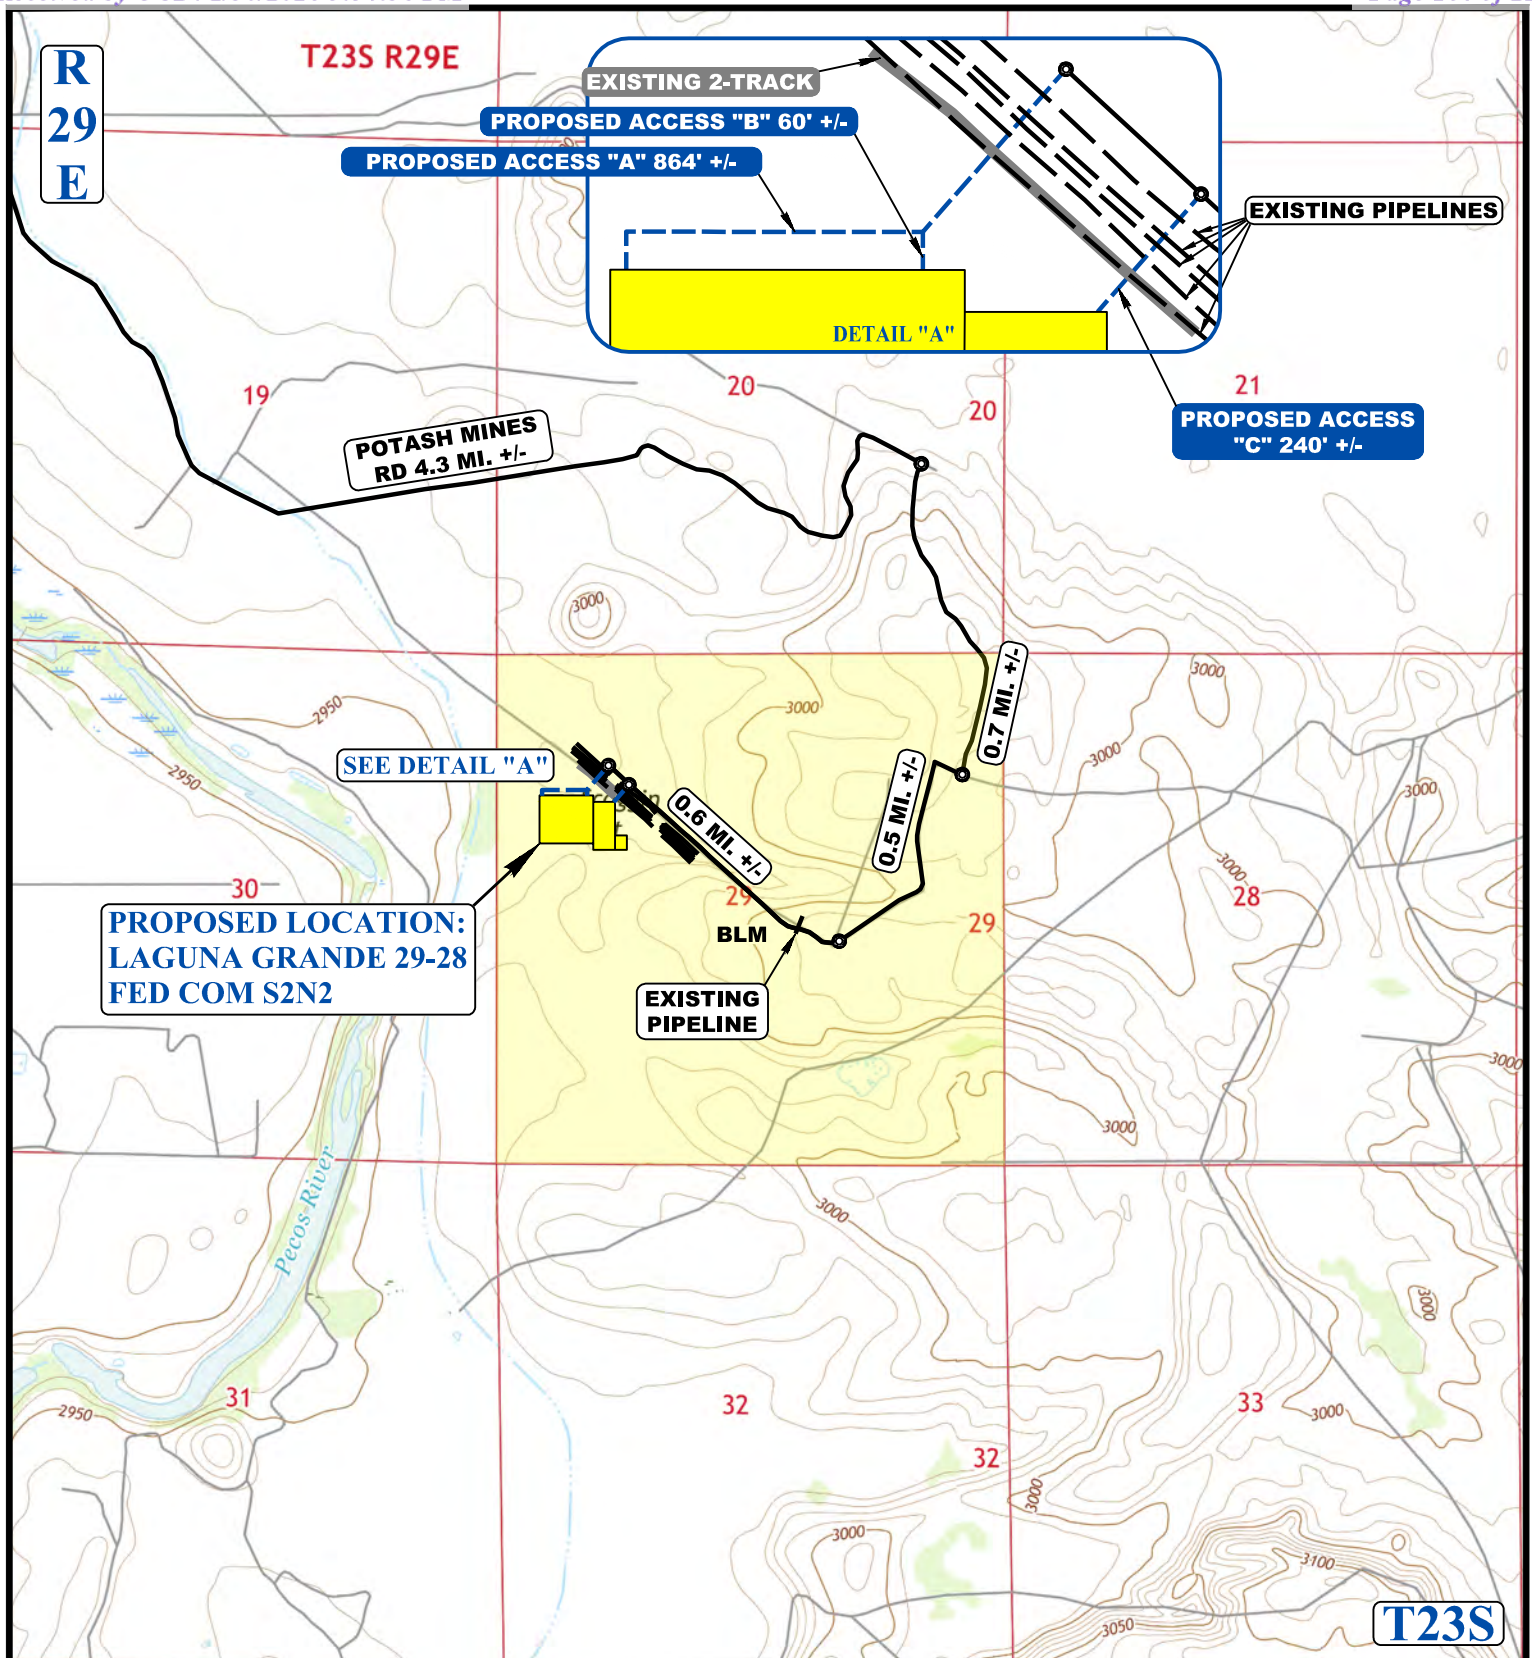 R
29
E
T23S R29E
EXISTING 2-TRACK
PROPOSED ACCESS "B" 60' +/-
PROPOSED ACCESS "A" 864' +/-
EXISTING PIPELINES
DETAIL "A"
PROPOSED ACCESS
"C" 240' +/-
19
20
20
21
POTASH MINES
RD 4.3 MI. +/-
3000
2950
2950
3000
3000
3000
3000
3000
0.7 MI. +/-
SEE DETAIL "A"
0.6 MI. +/-
0.5 MI. +/-
30
29
29
28
BLM
PROPOSED LOCATION:
LAGUNA GRANDE 29-28
FED COM S2N2
EXISTING
PIPELINE
3000
3000
Pecos River
3000
3000
31
32
32
33
2950
3000
3000
3000
3100
3050
T23S